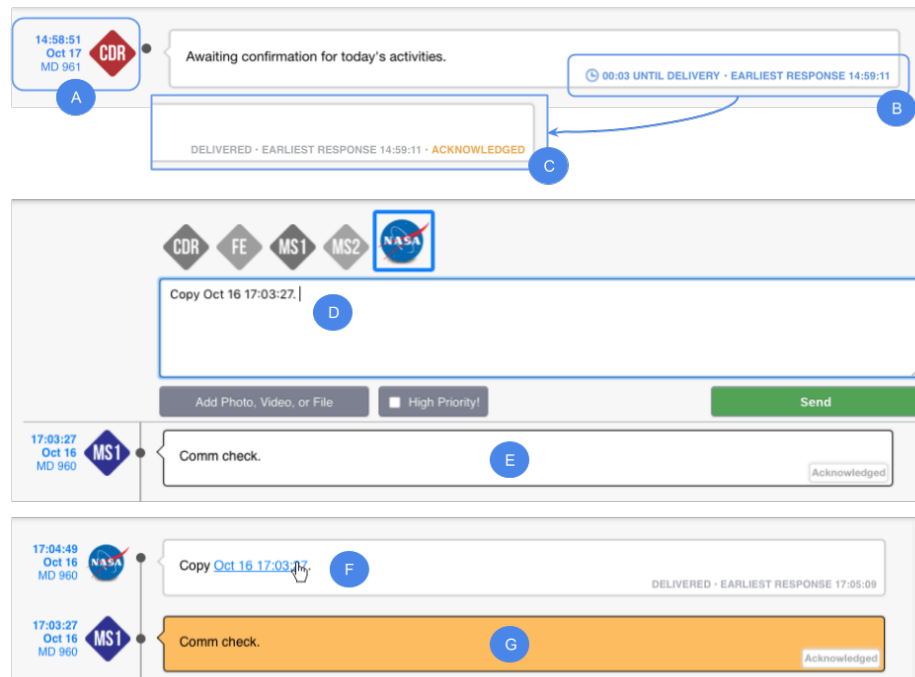 14:58:51
Oct 17
MD 961
CDR
Awaiting confirmation for today's activities.
00:03 UNTIL DELIVERY · EARLIEST RESPONSE 14:59:11
A
B
DELIVERED · EARLIEST RESPONSE 14:59:11 · ACKNOWLEDGED
C
CDR FE MS1 MS2 NASA
Copy Oct 16 17:03:27.
D
Add Photo, Video, or File High Priority! Send
17:03:27
Oct 16
MD 960
MS1
Comm check.
E
Acknowledged
17:04:49
Oct 16
MD 960
NASA
Copy Oct 16 17:03:27.
F
DELIVERED · EARLIEST RESPONSE 17:05:09
17:03:27
Oct 16
MD 960
MS1
Comm check.
G
Acknowledged